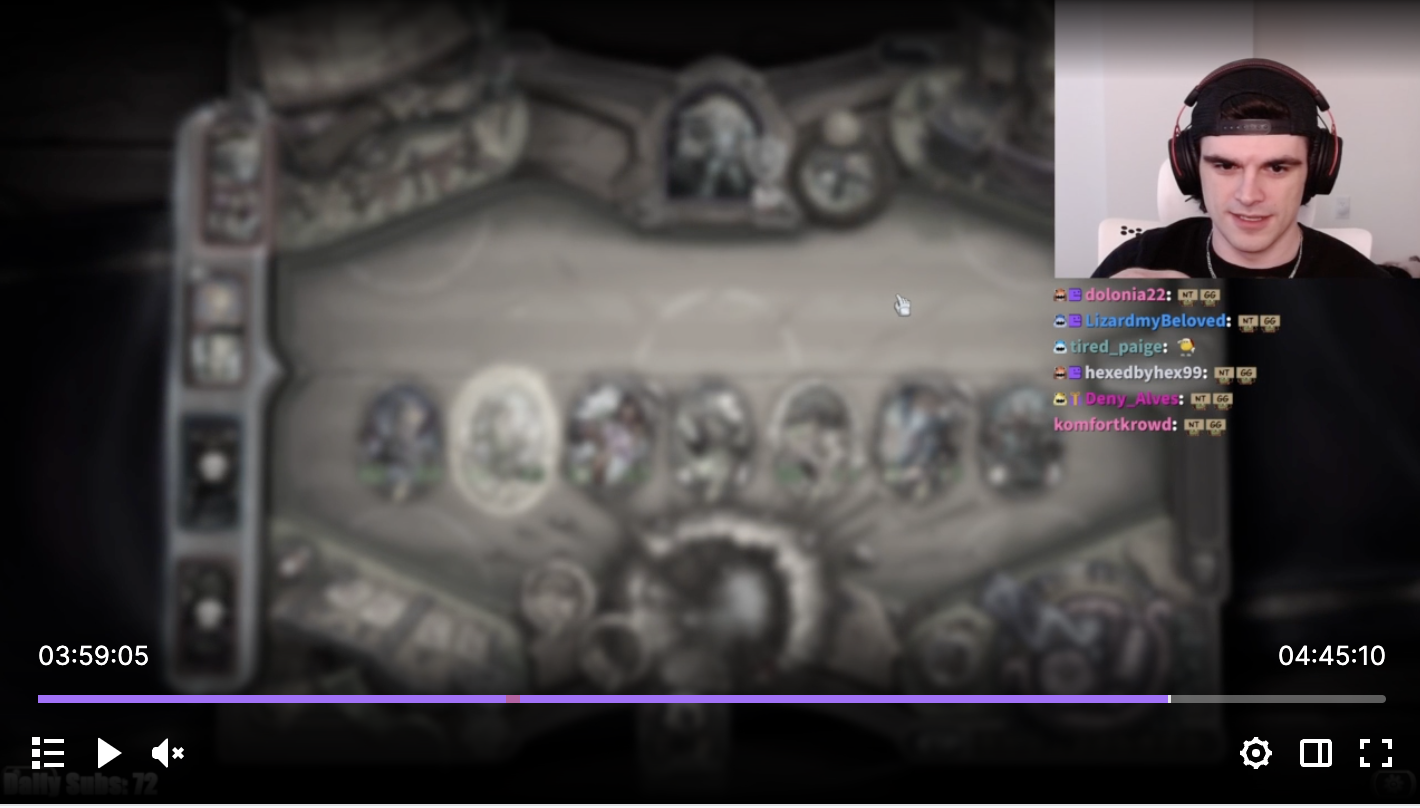 dolonia22: NT GG
LizardmyBeloved: NT GG
tired_paige:
hexedbyhex99: NT GG
Deny_Alves: NT GG
komfortkrowd: NT GG
03:59:05
04:45:10
Daily Subs: 72